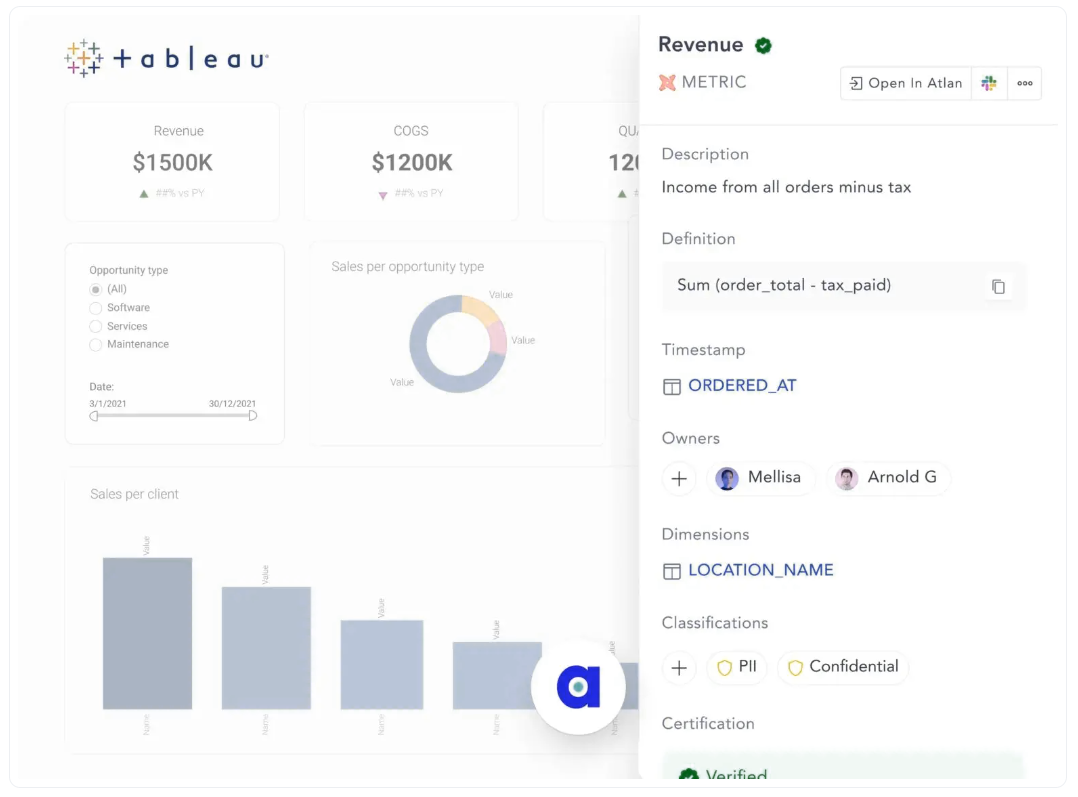 + a b | e a u
Revenue
$1500K
##% vs PY
COGS
$1200K
##% vs PY
Opportunity type
(All)
Software
Services
Maintenance
Date:
3/1/2021 30/12/2021
Sales per opportunity type
Value
Value
Value
Sales per client
Value
Value
Value
Value
Name
Name
Name
Name
Name
a
Revenue
METRIC
Open In Atlan
Description
Income from all orders minus tax
Definition
Sum (order_total - tax_paid)
Timestamp
ORDERED_AT
Owners
+ Mellisa Arnold G
Dimensions
LOCATION_NAME
Classifications
+ PII Confidential
Certification
Verified